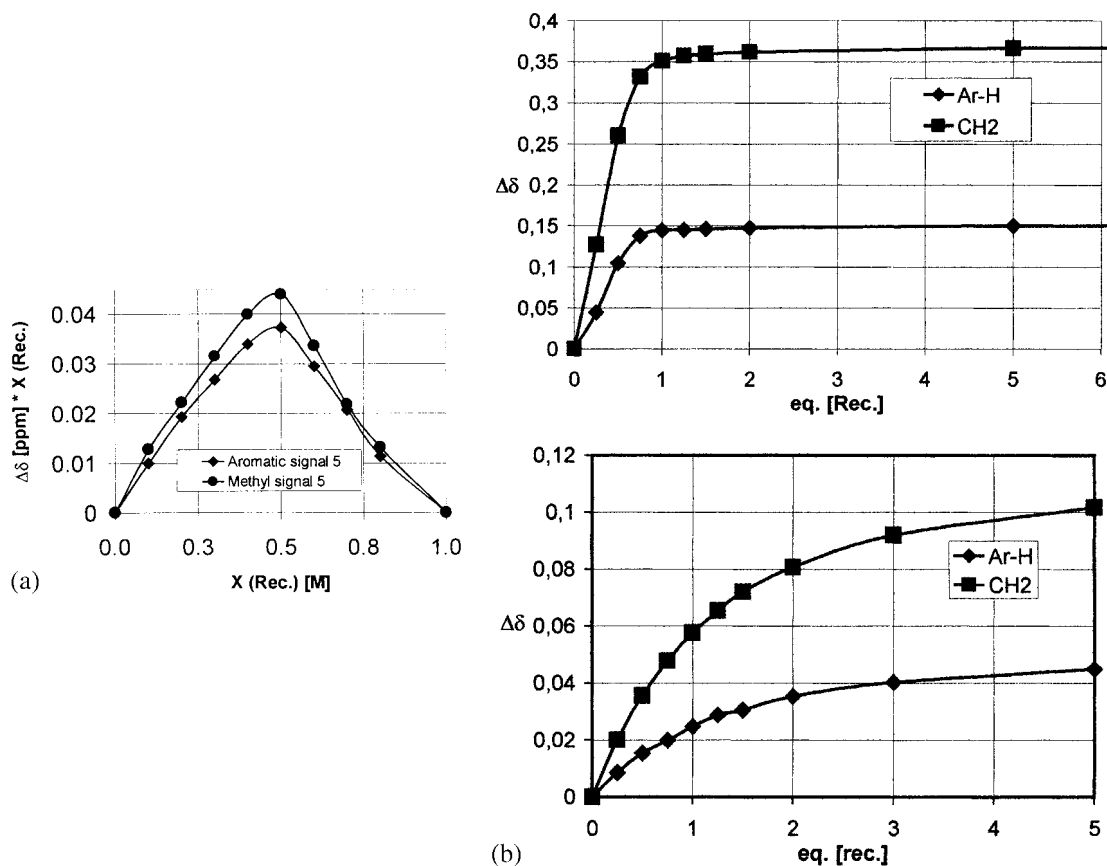 0.04
0.03
0.02
0.01
0
Δδ [ppm] * X (Rec.)
Aromatic signal 5
Methyl signal 5
0.0 0.3 0.5 0.8 1.0
X (Rec.) [M]
(a)
0,4
0,35
0,3
0,25
0,2
0,15
0,1
0,05
0
Δδ
Ar-H
CH2
0 1 2 3 4 5 6
eq. [Rec.]
0,12
0,1
0,08
0,06
0,04
0,02
0
Δδ
Ar-H
CH2
0 1 2 3 4 5
eq. [rec.]
(b)